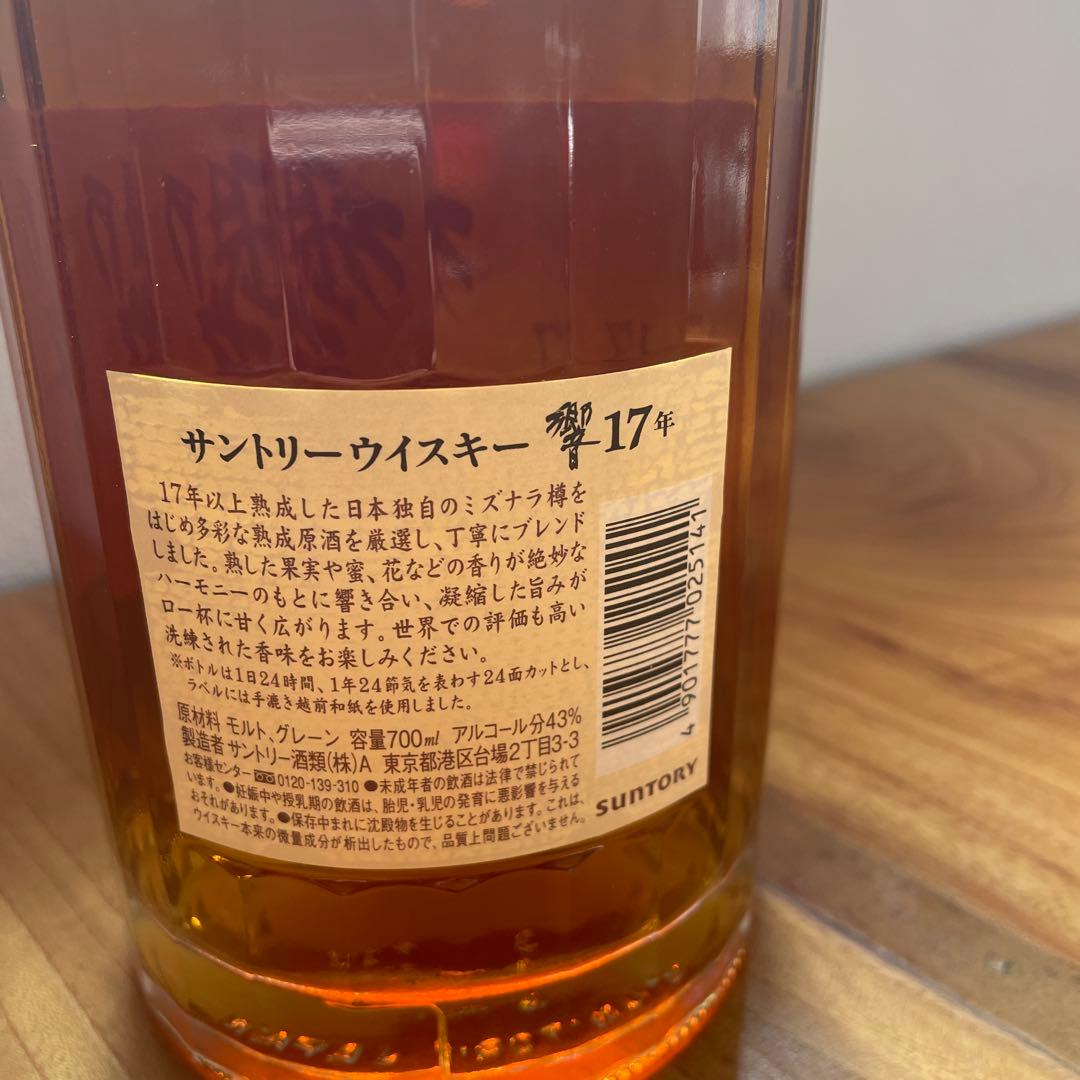 サントリーウイスキー 響 17年
17年以上熟成した日本独自のミズナラ樽を
はじめ多彩な熟成原酒を厳選し、丁寧にブレンド
しました。熟した果実や蜜、花などの香りが絶妙な
ハーモニーのもとに響き合い、凝縮した旨みが
口一杯に甘く広がります。世界での評価も高い
洗練された香味をお楽しみください。
※ボトルは1日24時間、1年24節気を表わす24面カットとし、
ラベルには手漉き越前和紙を使用しました。
原材料 モルト、グレーン 容量700ml アルコール分43%
製造者 サントリー酒類(株)A 東京都港区台場2丁目3-3
お客様センター 0120-139-310 ●未成年者の飲酒は法律で禁じられて
います。●妊娠中や授乳期の飲酒は、胎児・乳児の発育に悪影響を与える
おそれがあります。●保存中まれに沈殿物を生じることがあります。これは、
ウイスキー本来の微量成分が析出したもので、品質上問題ございません。
4 901777 025141
SUNTORY